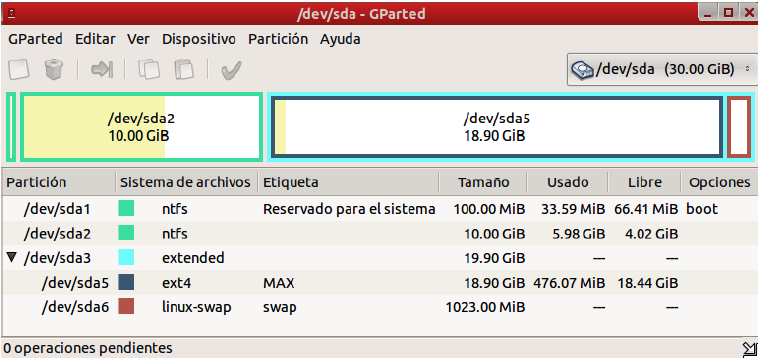 /dev/sda - GParted
GParted Editar Ver Dispositivo Partición Ayuda
/dev/sda (30.00 GiB)
/dev/sda2
10.00 GiB
/dev/sda5
18.90 GiB
Partición Sistema de archivos Etiqueta Tamaño Usado Libre Opciones
/dev/sda1 ntfs Reservado para el sistema 100.00 MiB 33.59 MiB 66.41 MiB boot
/dev/sda2 ntfs 10.00 GiB 5.98 GiB 4.02 GiB
/dev/sda3 extended 19.90 GiB --- ---
/dev/sda5 ext4 MAX 18.90 GiB 476.07 MiB 18.44 GiB
/dev/sda6 linux-swap swap 1023.00 MiB --- ---
0 operaciones pendientes